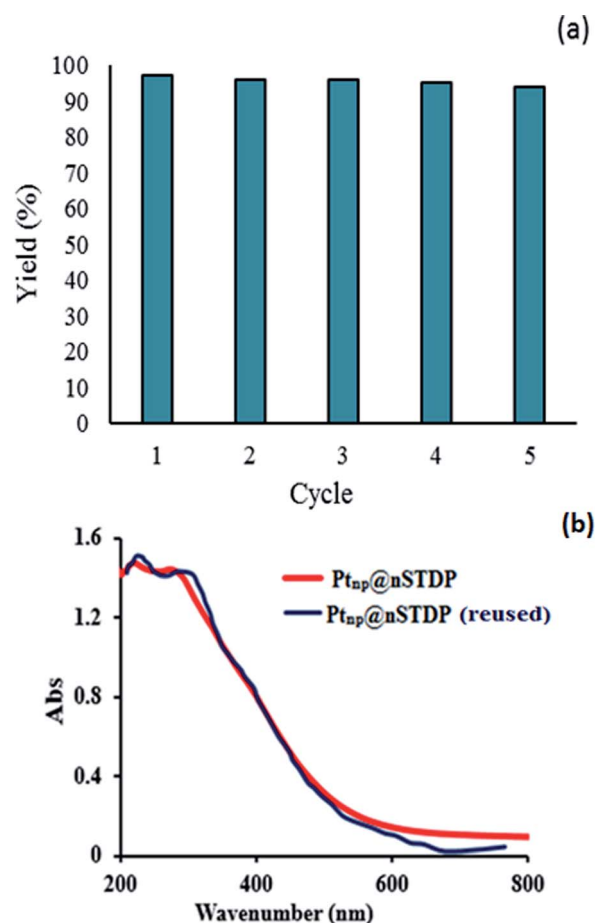 (a)
100
90
80
70
60
50
40
30
20
10
0
Yield (%)
1 2 3 4 5
Cycle
(b)
1.6
1.2
0.8
0.4
0
Abs
Ptnp@nSTDP
Ptnp@nSTDP (reused)
200 400 600 800
Wavenumber (nm)